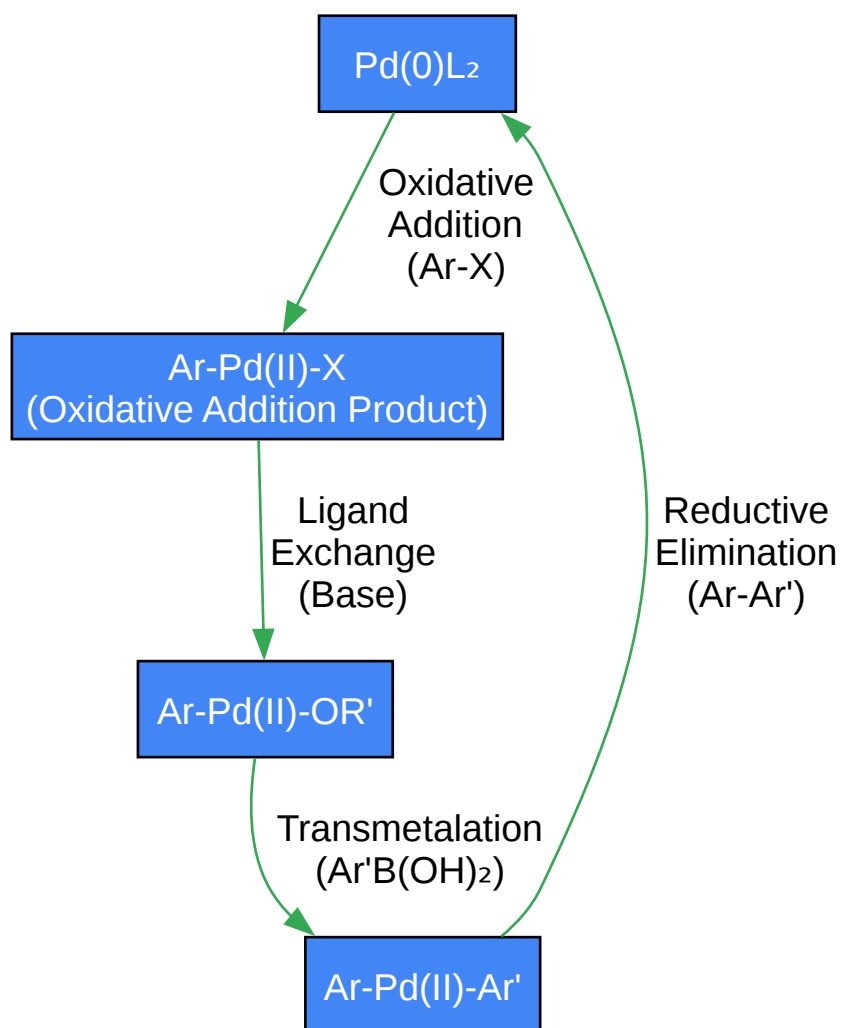 Pd(0)L₂
Oxidative
Addition
(Ar-X)
Ar-Pd(II)-X
(Oxidative Addition Product)
Ligand
Exchange
(Base)
Reductive
Elimination
(Ar-Ar')
Ar-Pd(II)-OR'
Transmetalation
(Ar'B(OH)₂)
Ar-Pd(II)-Ar'